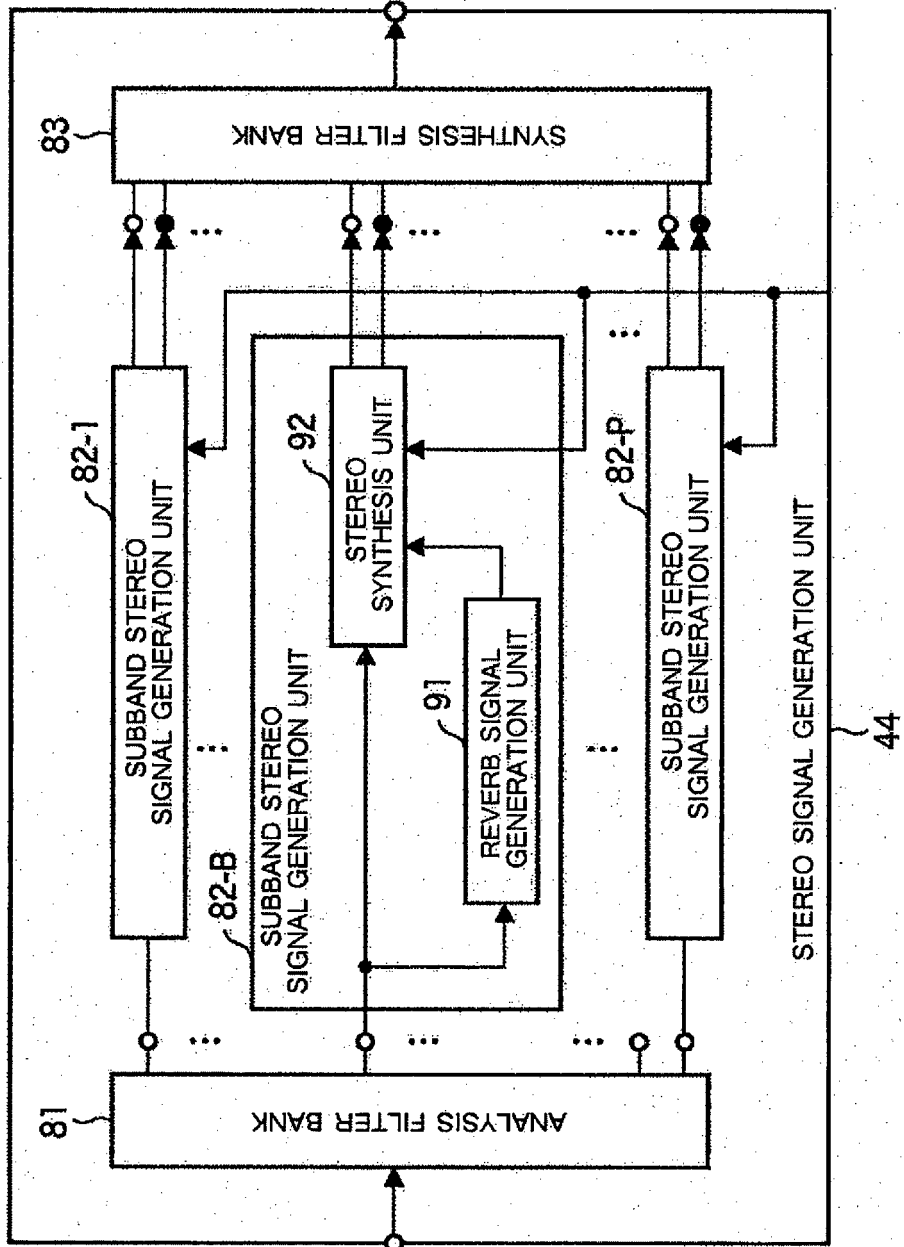 81
ANALYSIS FILTER BANK
82-1
SUBBAND STEREO
SIGNAL GENERATION UNIT
...
...
82-B
SUBBAND STEREO
SIGNAL GENERATION UNIT
92
STEREO
SYNTHESIS UNIT
91
REVERB SIGNAL
GENERATION UNIT
...
...
...
82-P
SUBBAND STEREO
SIGNAL GENERATION UNIT
...
...
...
...
83
SYNTHESIS FILTER BANK
STEREO SIGNAL GENERATION UNIT
44